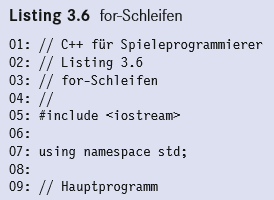 Listing 3.6 for-Schleifen
01: // C++ für Spieleprogrammierer
02: // Listing 3.6
03: // for-Schleifen
04: //
05: #include <iostream>
06:
07: using namespace std;
08:
09: // Hauptprogramm